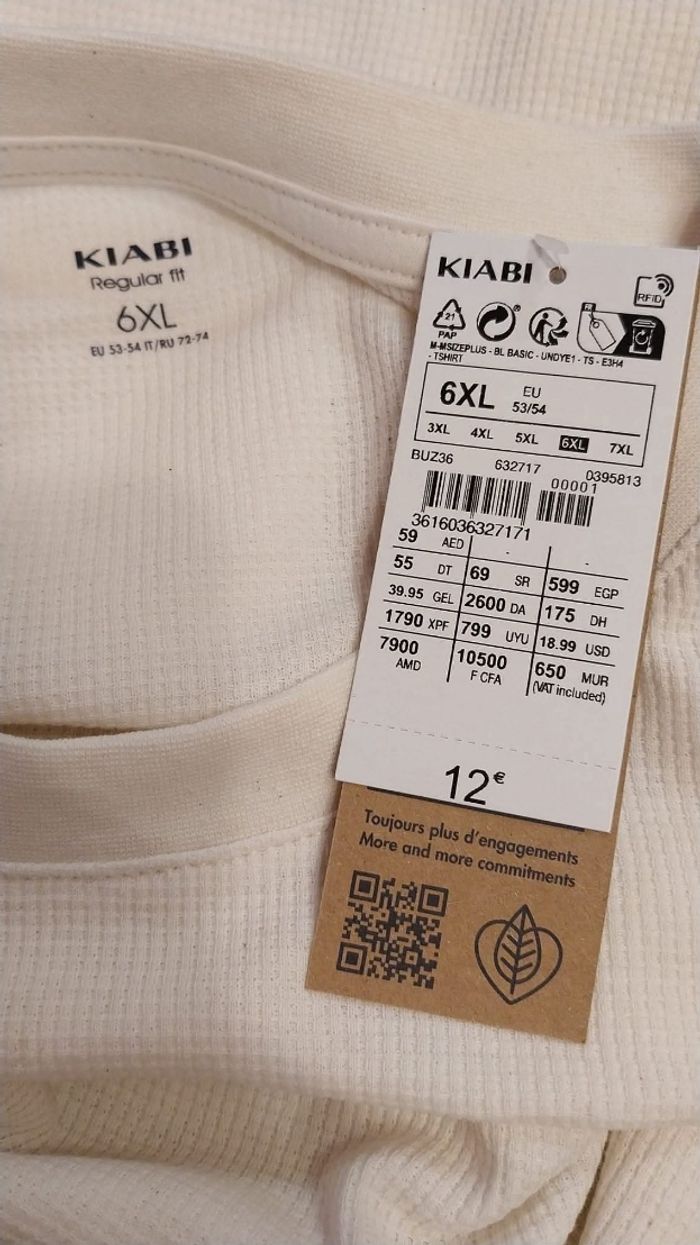 KIABI
Regular fit
6XL
EU 53-54 IT/RU 72-74
KIABI
RFID
21
PAP
FR
M-MSIZEPLUS - BL BASIC - UNDYE1 - TS - E3H4
- TSHIRT
6XL EU 53/54
3XL 4XL 5XL 6XL 7XL
BUZ36 632717 0395813
00001
3616036327171
59 AED - -
55 DT 69 SR 599 EGP
39.95 GEL 2600 DA 175 DH
1790 XPF 799 UYU 18.99 USD
7900 AMD 10500 F CFA 650 MUR
(VAT included)
12€
Toujours plus d'engagements
More and more commitments